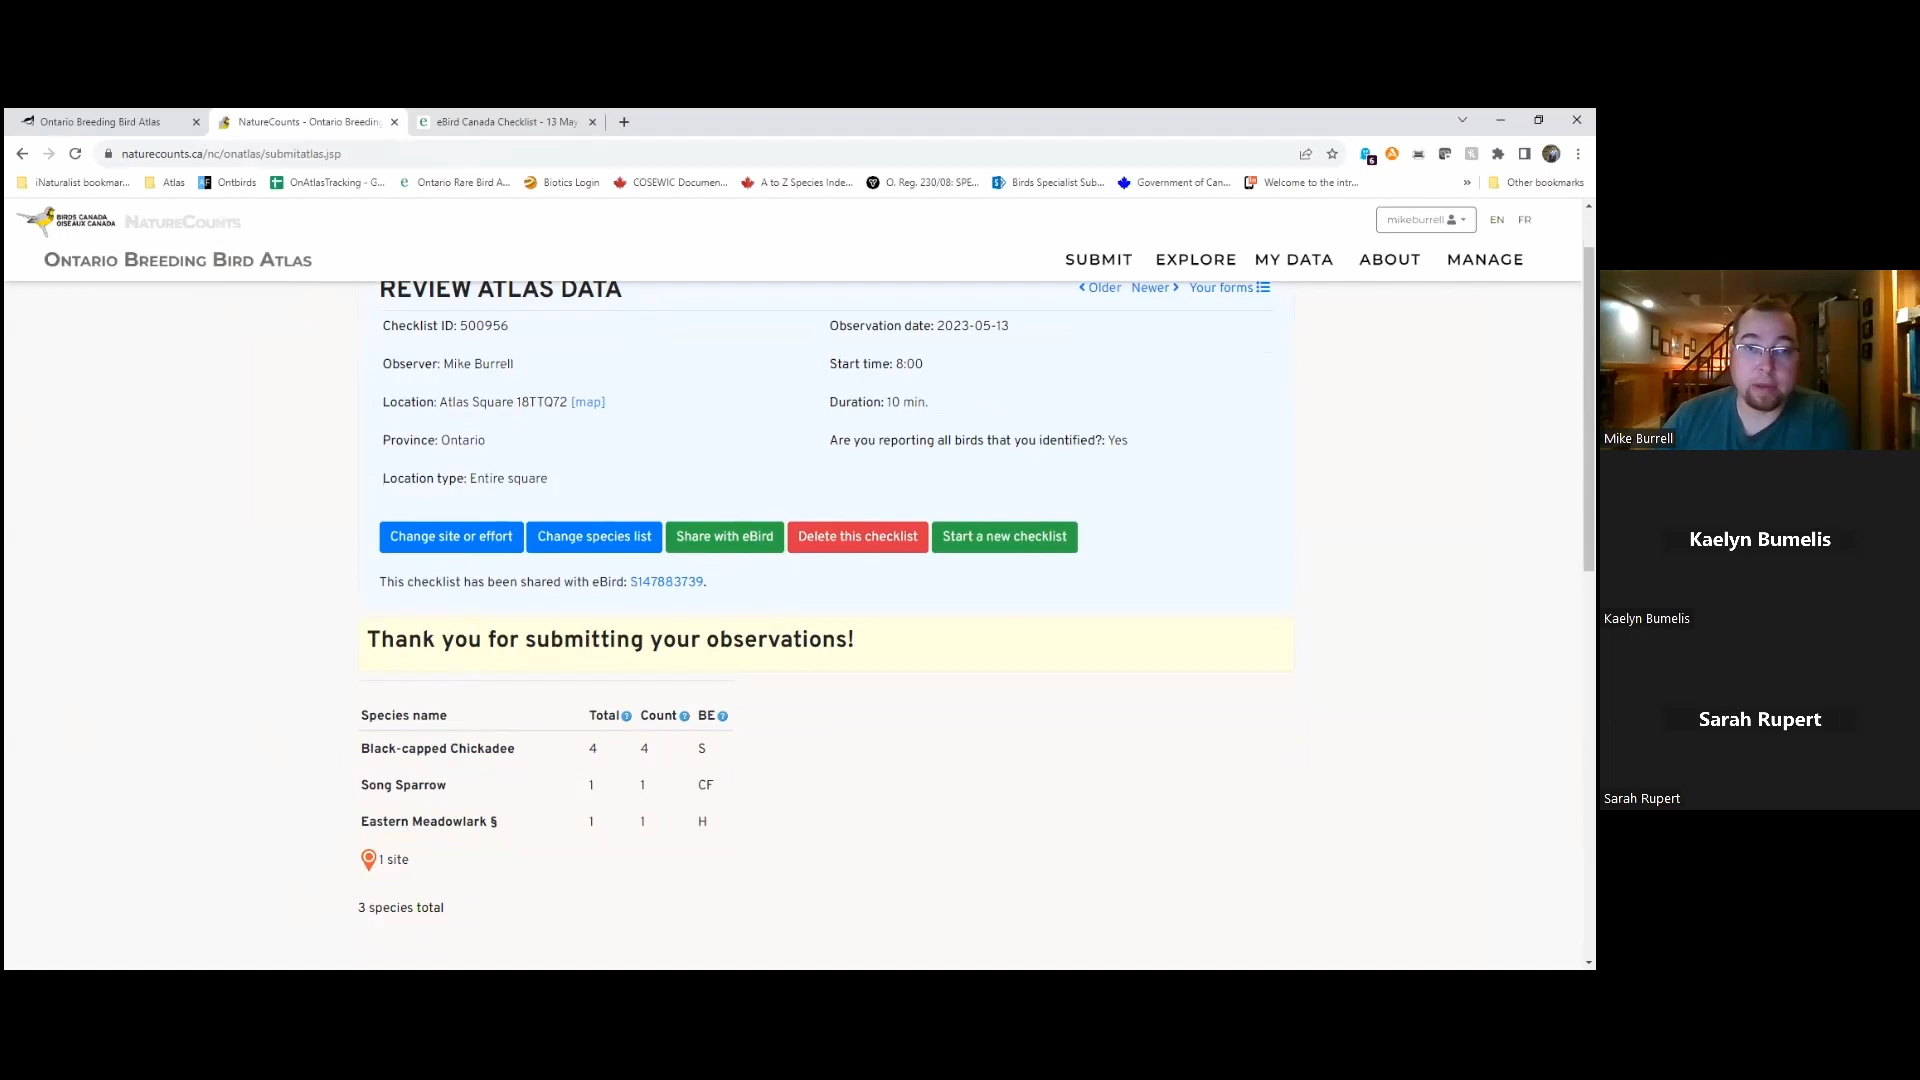 Ontario Breeding Bird Atlas
NatureCounts - Ontario Breeding
eBird Canada Checklist - 13 May
naturecounts.ca/nc/onatlas/submitatlas.jsp
iNaturalist bookmar...
Atlas
Ontbirds
OnAtlasTracking - G...
Ontario Rare Bird A...
Biotics Login
COSEWIC Documen...
A to Z Species Inde...
O. Reg. 230/08: SPE...
Birds Specialist Sub...
Government of Can...
Welcome to the intr...
»
Other bookmarks
BIRDS CANADA
OISEAUX CANADA
NATURECOUNTS
mikeburrell
EN
FR
ONTARIO BREEDING BIRD ATLAS
SUBMIT
EXPLORE
MY DATA
ABOUT
MANAGE
REVIEW ATLAS DATA
Older
Newer
Your forms
Checklist ID: 500956
Observation date: 2023-05-13
Observer: Mike Burrell
Start time: 8:00
Location: Atlas Square 18TTQ72 [map]
Duration: 10 min.
Province: Ontario
Are you reporting all birds that you identified?: Yes
Location type: Entire square
Change site or effort
Change species list
Share with eBird
Delete this checklist
Start a new checklist
This checklist has been shared with eBird: S147883739.
Thank you for submitting your observations!
Species name Total Count BE
Black-capped Chickadee 4 4 S
Song Sparrow 1 1 CF
Eastern Meadowlark § 1 1 H
1 site
3 species total
Mike Burrell
Kaelyn Bumelis
Kaelyn Bumelis
Sarah Rupert
Sarah Rupert